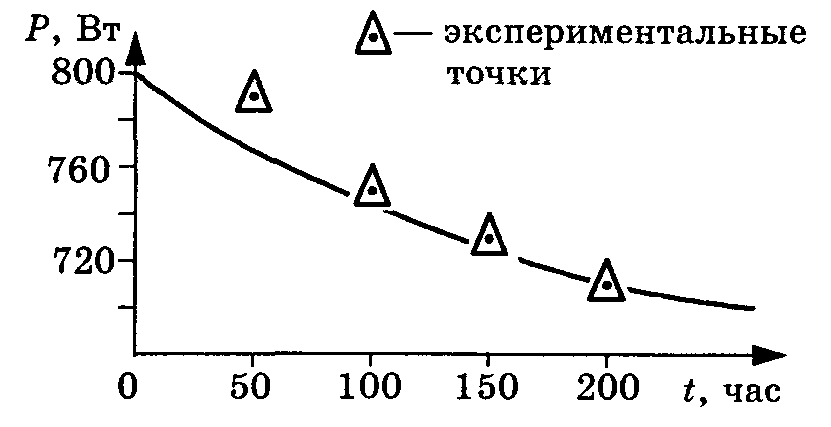 P, Вт
— экспериментальные
точки
800
760
720
0 50 100 150 200 t, час